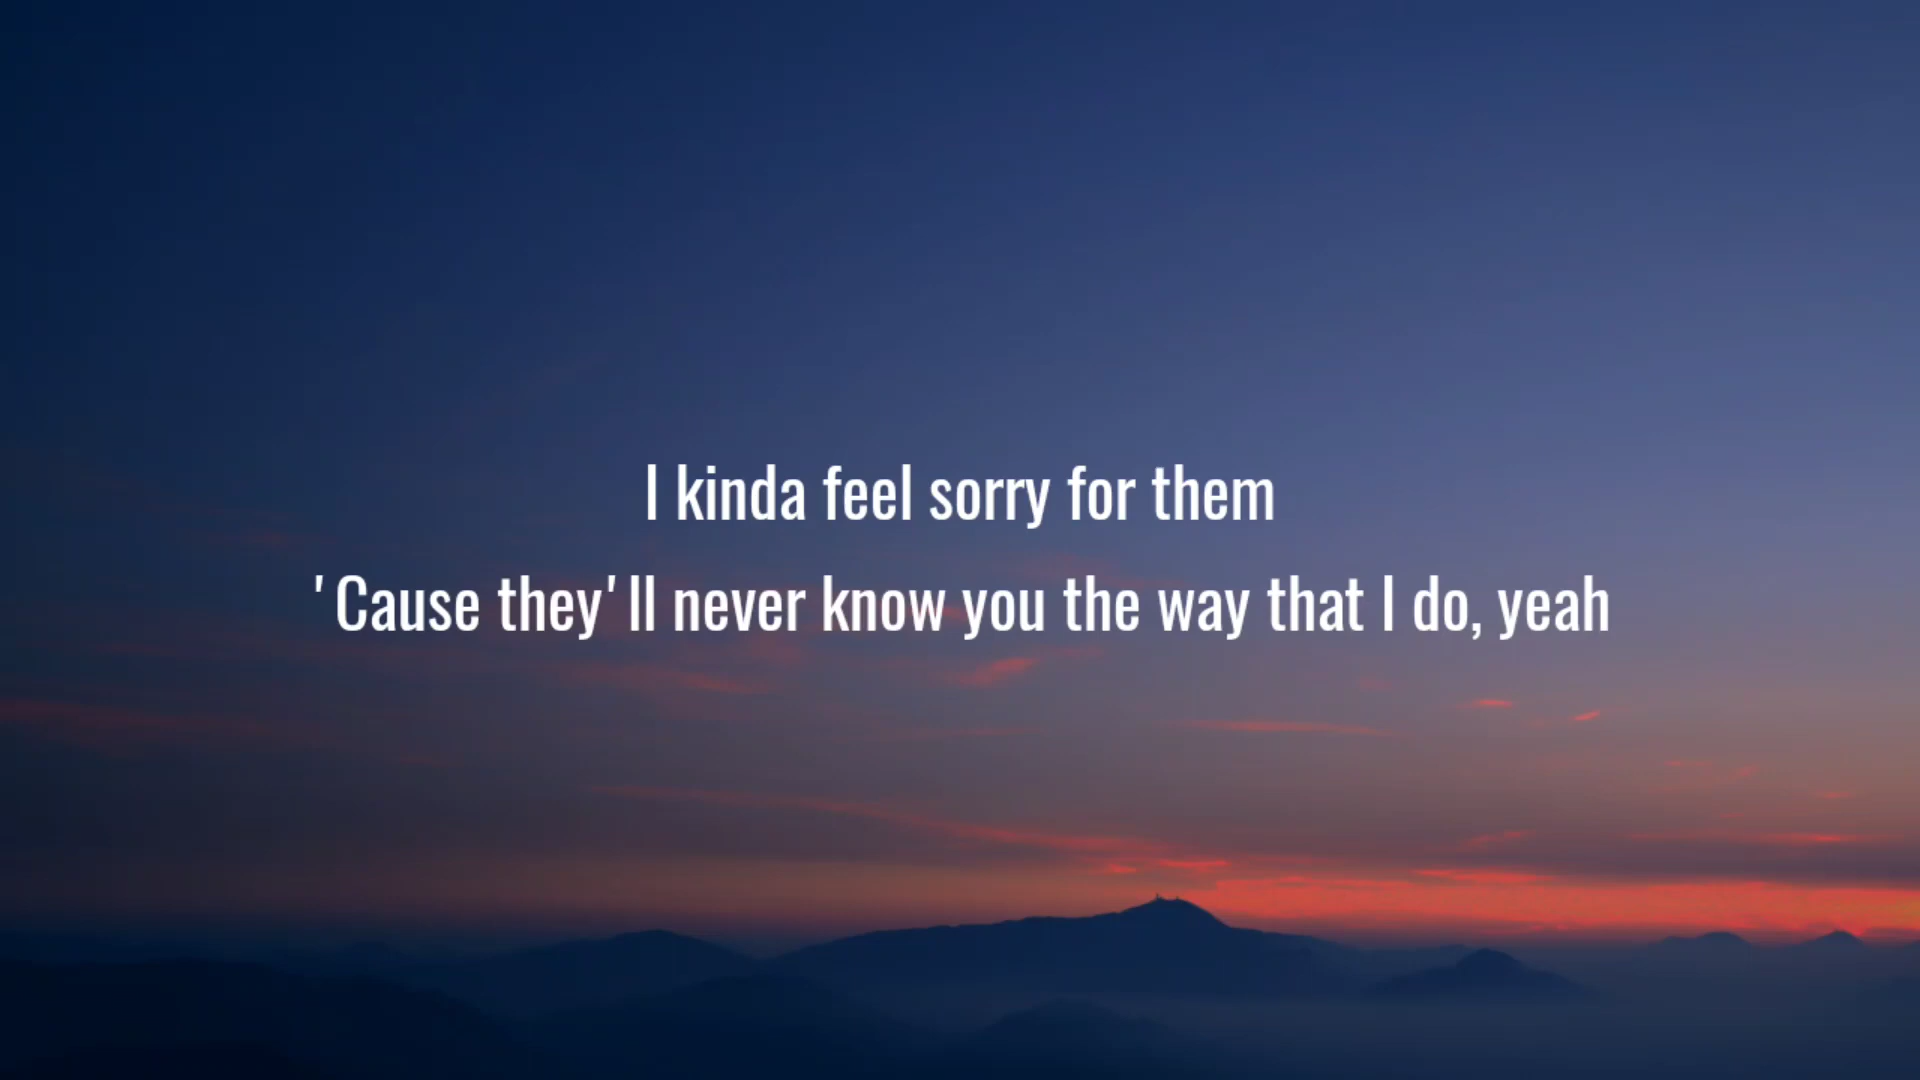 I kinda feel sorry for them
'Cause they'll never know you the way that I do, yeah